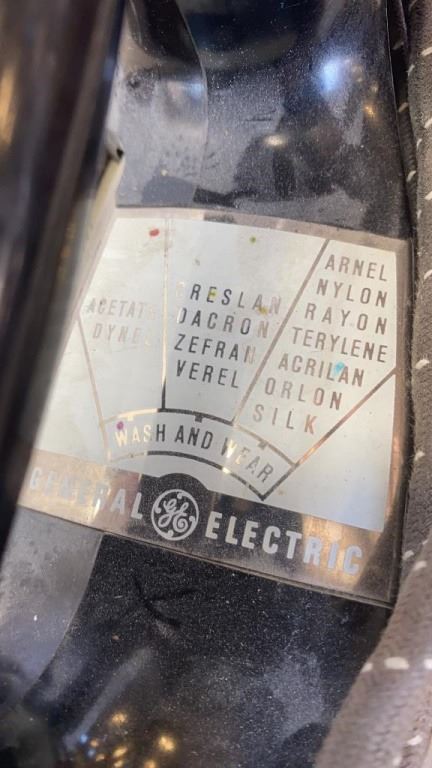 ACETATE
DYNEL
CRESLAN
DACRON
ZEFRAN
VEREL
ARNEL
NYLON
RAYON
TERYLENE
ACRILAN
ORLON
SILK
WASH AND WEAR
GENERAL GE ELECTRIC